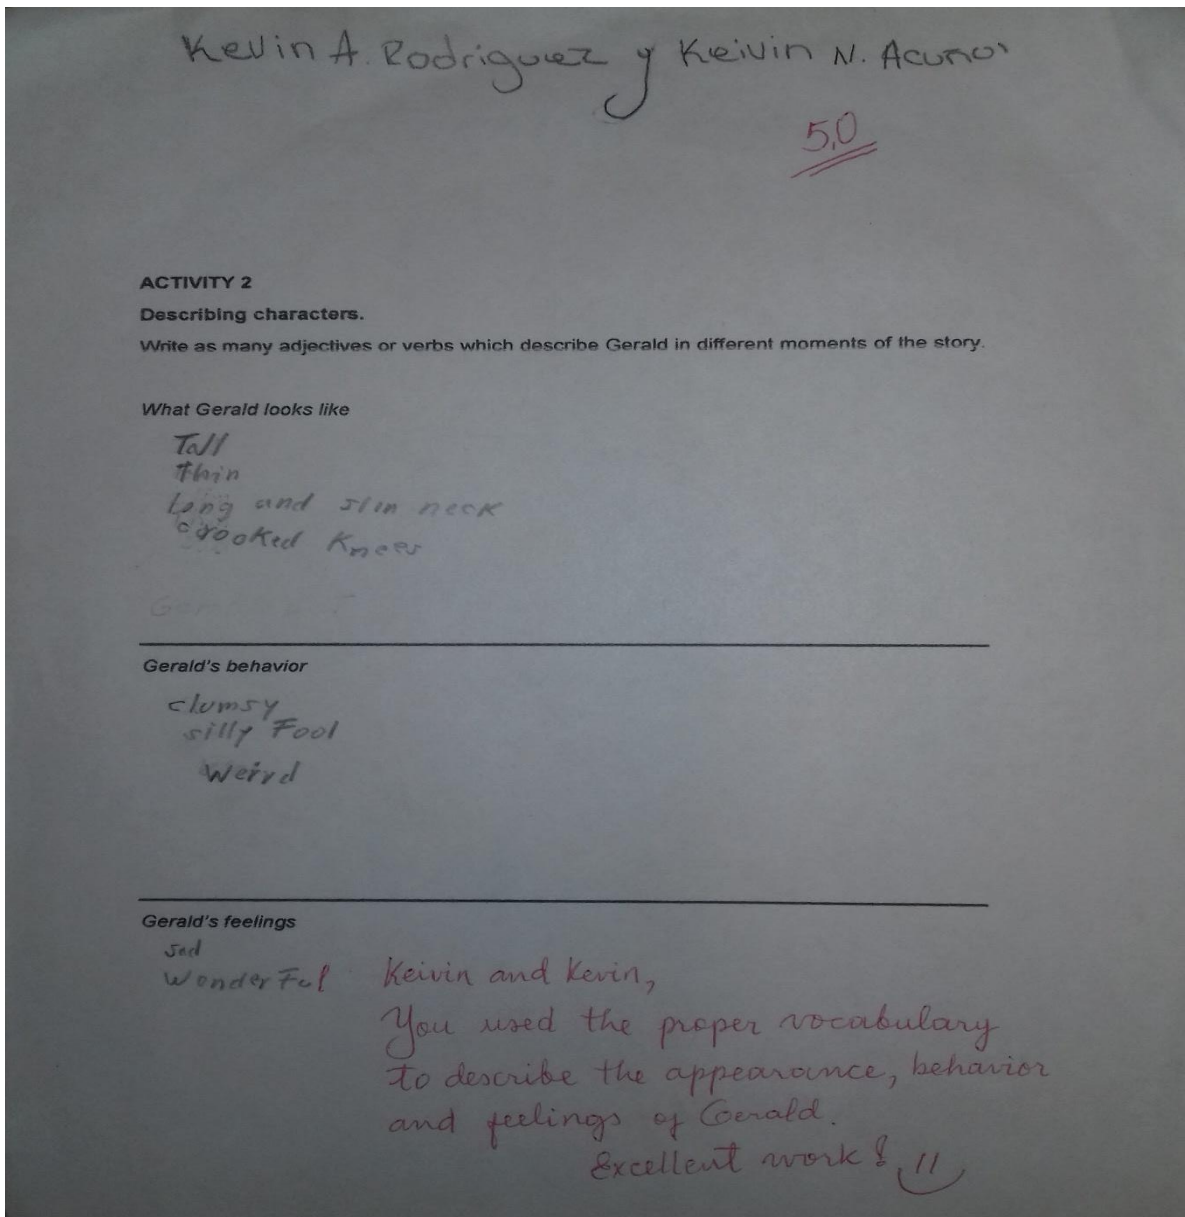 Kevin A. Rodriguez y Keivin N. Acuña
5,0
ACTIVITY 2
Describing characters.
Write as many adjectives or verbs which describe Gerald in different moments of the story.
What Gerald looks like
Tall
thin
Long and slim neck
crooked Knees
Gerald's behavior
clumsy
silly Fool
Weird
Gerald's feelings
sad
WonderFul
Keivin and Kevin,
You used the proper vocabulary
to describe the appearance, behavior
and feelings of Gerald.
Excellent work!